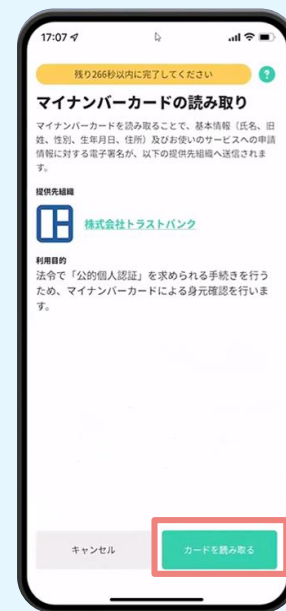 17:07
残り266秒以内に完了してください
?
マイナンバーカードの読み取り
マイナンバーカードを読み取ることで、基本情報（氏名、旧
姓、性別、生年月日、住所）及びお使いのサービスへの申請
情報に対する電子署名が、以下の提供先組織へ送信されま
す。
提供先組織
株式会社トラストバンク
利用目的
法令で「公的個人認証」を求められる手続きを行う
ため、マイナンバーカードによる身元確認を行いま
す。
キャンセル
カードを読み取る